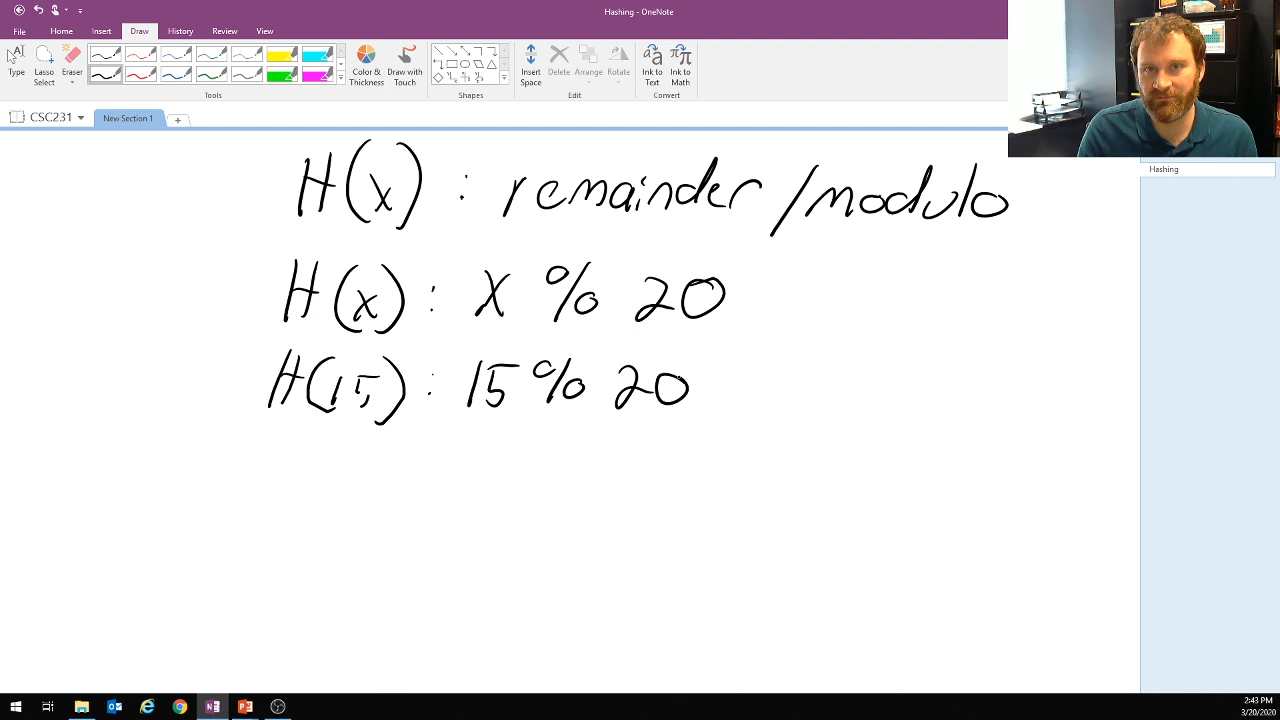 Hashing - OneNote
File Home Insert Draw History Review View
Type Lasso Select Eraser Color & Thickness Draw with Touch Insert Space Delete Arrange Rotate Ink to Text Ink to Math
Tools Shapes Edit Convert
CSC231 New Section 1
Hashing
H(x) : remainder/modulo
H(x) : X % 20
H(15) : 15 % 20
2:43 PM
3/20/2020